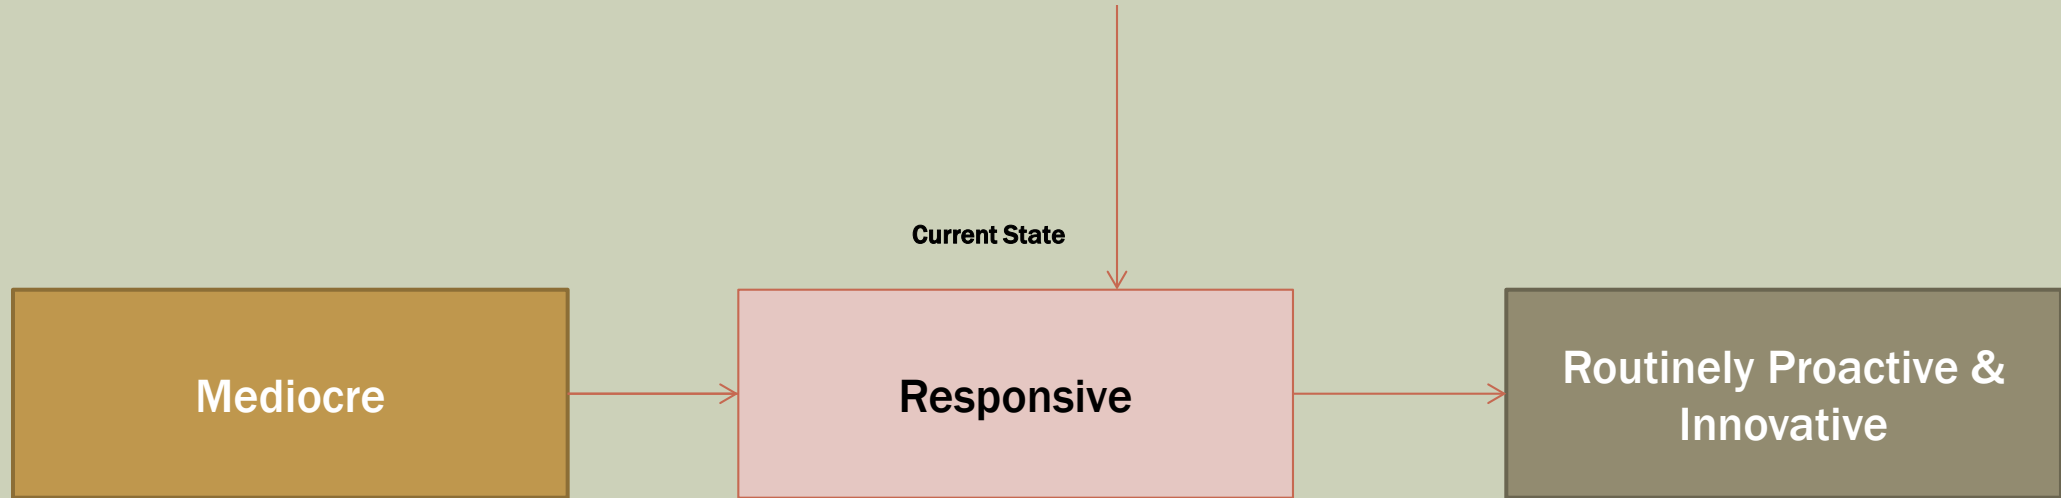 Current State
Mediocre
Responsive
Routinely Proactive &
Innovative